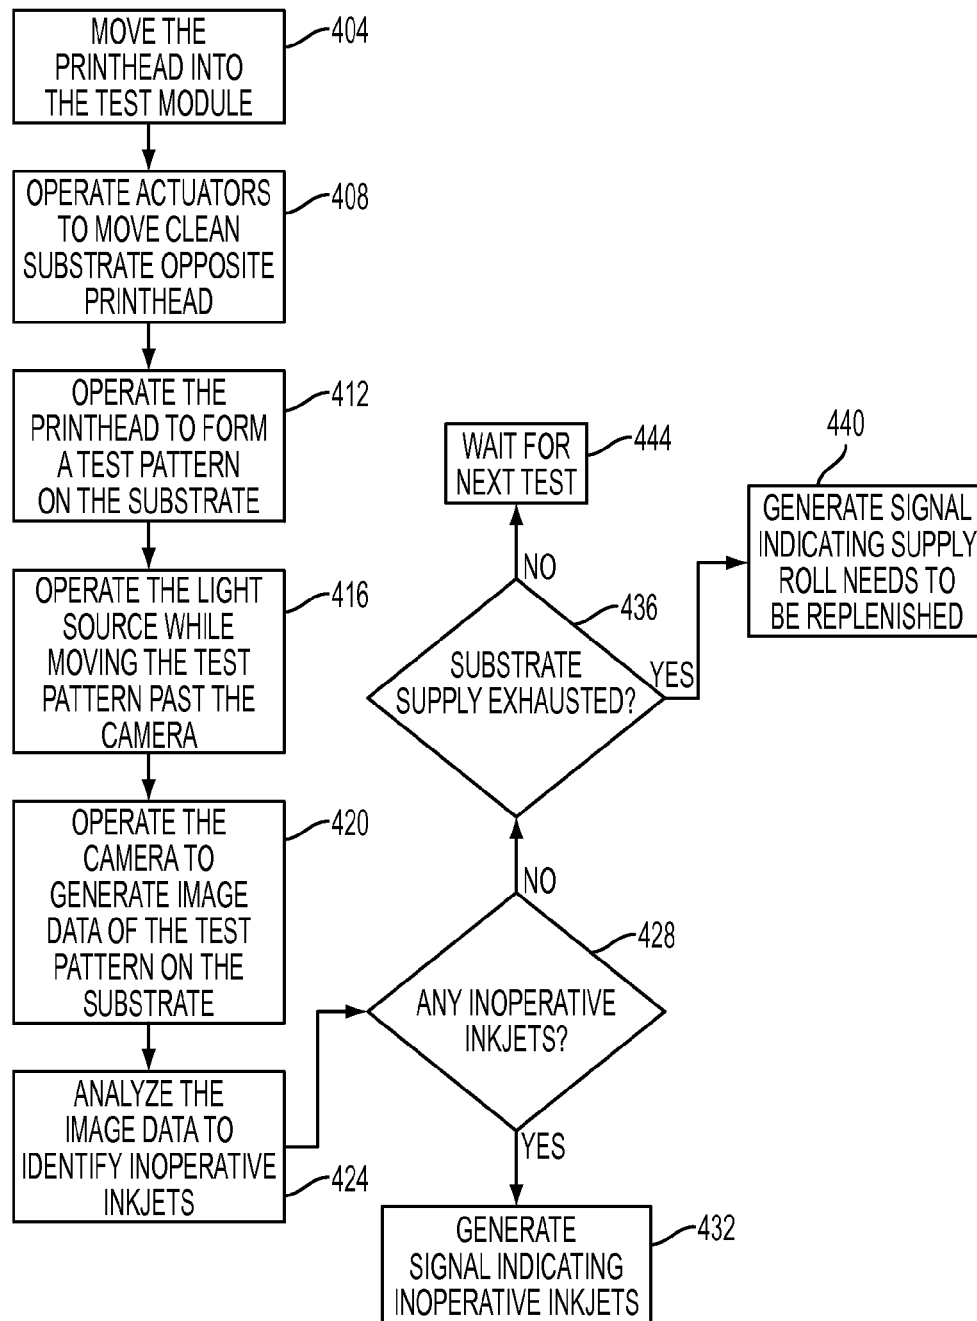 MOVE THE
PRINTHEAD INTO
THE TEST MODULE
404
OPERATE ACTUATORS
TO MOVE CLEAN
SUBSTRATE OPPOSITE
PRINTHEAD
408
OPERATE THE
PRINTHEAD TO FORM
A TEST PATTERN
ON THE SUBSTRATE
412
OPERATE THE LIGHT
SOURCE WHILE
MOVING THE TEST
PATTERN PAST THE
CAMERA
416
OPERATE THE
CAMERA TO
GENERATE IMAGE
DATA OF THE TEST
PATTERN ON THE
SUBSTRATE
420
ANALYZE THE
IMAGE DATA TO
IDENTIFY INOPERATIVE
INKJETS
424
ANY INOPERATIVE
INKJETS?
428
YES
GENERATE
SIGNAL INDICATING
INOPERATIVE INKJETS
432
NO
SUBSTRATE
SUPPLY EXHAUSTED?
436
NO
WAIT FOR
NEXT TEST
444
YES
GENERATE SIGNAL
INDICATING SUPPLY
ROLL NEEDS TO
BE REPLENISHED
440